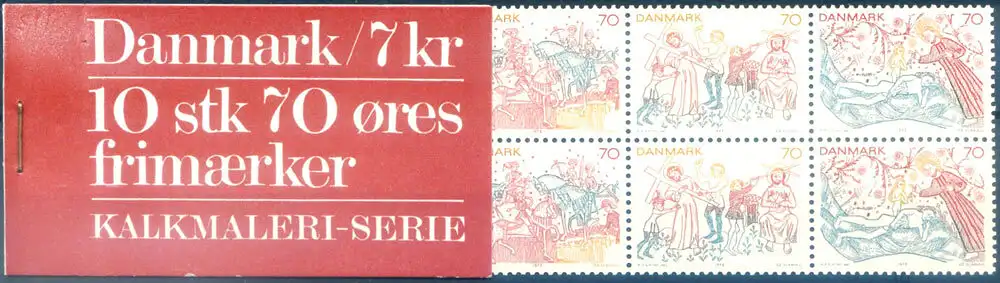 Danmark/7 kr
10 stk 70 øres
frimærker
KALKMALERI-SERIE
70 DANMARK 70 DANMARK 70
70 DANMARK 70 DANMARK 70